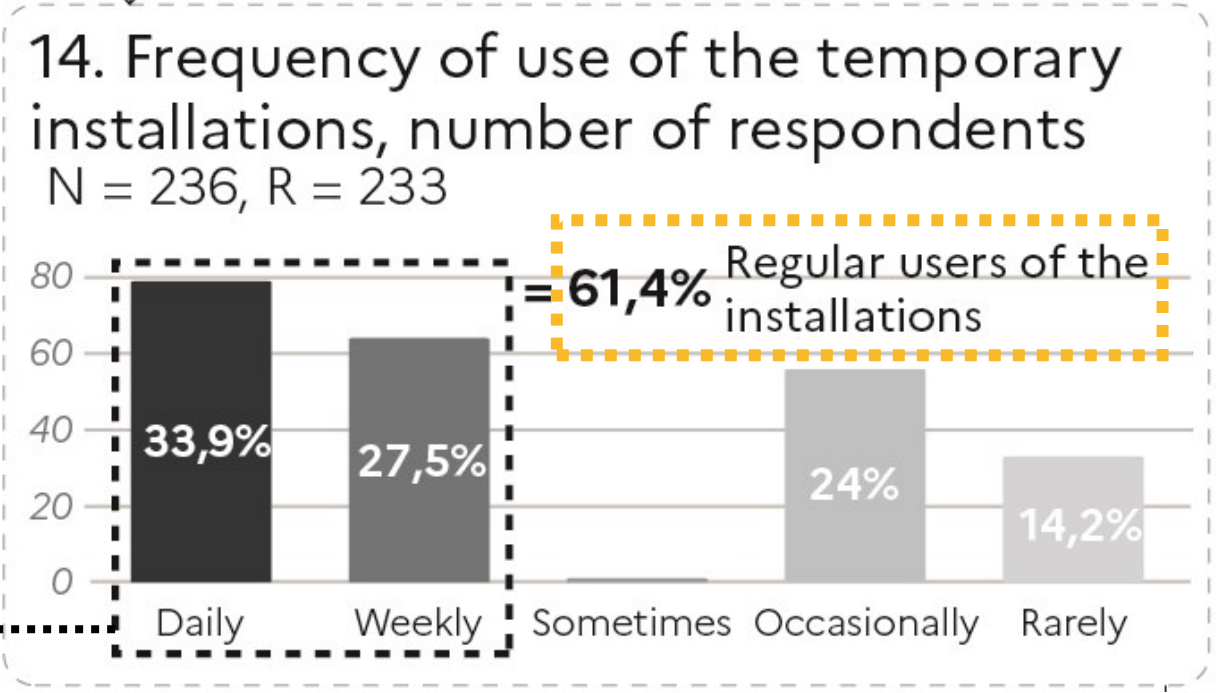 14. Frequency of use of the temporary
installations, number of respondents
N = 236, R = 233
= 61,4% Regular users of the
installations
80
60
40
20
0
33,9%
27,5%
24%
14,2%
Daily
Weekly
Sometimes
Occasionally
Rarely